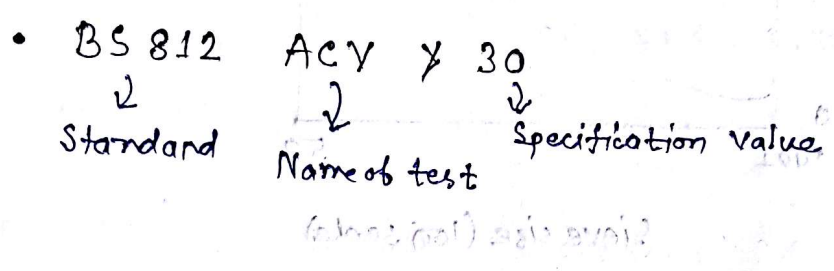 • BS 812 ACV ≯ 30
Standard
Name of test
Specification value